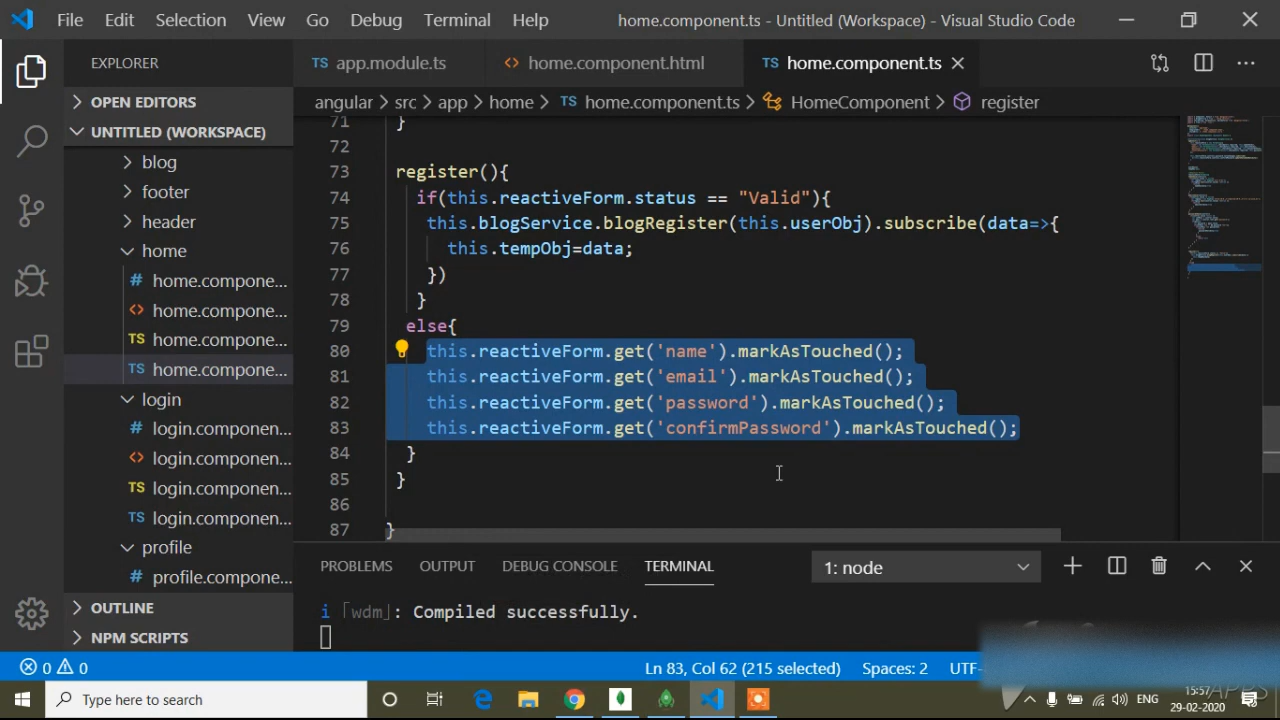 File Edit Selection View Go Debug Terminal Help home.component.ts - Untitled (Workspace) - Visual Studio Code
EXPLORER TS app.module.ts <> home.component.html TS home.component.ts
OPEN EDITORS
angular > src > app > home > TS home.component.ts > HomeComponent > register
UNTITLED (WORKSPACE)
blog
footer
header
home
# home.compone...
<> home.compone...
TS home.compone...
TS home.compone...
login
# login.componen...
<> login.componen...
TS login.componen...
TS login.componen...
profile
# profile.compone...
OUTLINE
NPM SCRIPTS
71 }
72
73 register(){
74 if(this.reactiveForm.status == "Valid"){
75 this.blogService.blogRegister(this.userObj).subscribe(data=>{
76 this.tempObj=data;
77 })
78 }
79 else{
80 this.reactiveForm.get('name').markAsTouched();
81 this.reactiveForm.get('email').markAsTouched();
82 this.reactiveForm.get('password').markAsTouched();
83 this.reactiveForm.get('confirmPassword').markAsTouched();
84 }
85 }
86
87 }
PROBLEMS OUTPUT DEBUG CONSOLE TERMINAL 1: node
i ｢wdm｣: Compiled successfully.
0 0 Ln 83, Col 62 (215 selected) Spaces: 2 UTF-
Type here to search ENG 15:57
29-02-2020
APPS